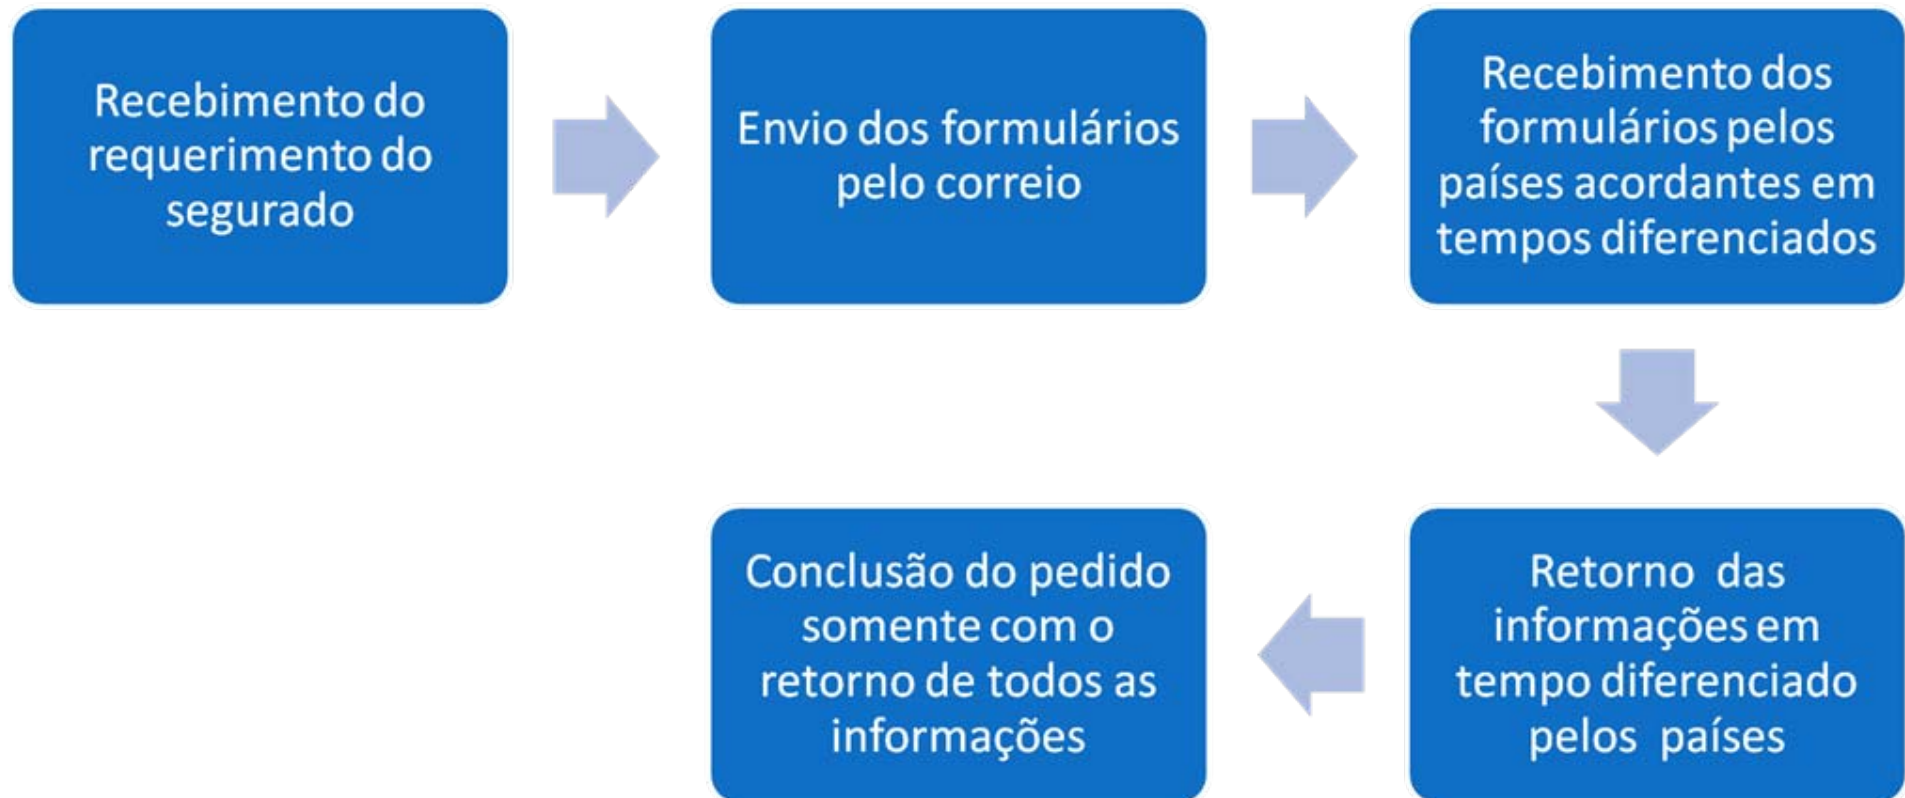 Recebimento do
requerimento do
segurado
Envio dos formulários
pelo correio
Recebimento dos
formulários pelos
países acordantes em
tempos diferenciados
Retorno das
informações em
tempo diferenciado
pelos países
Conclusão do pedido
somente com o
retorno de todos as
informações